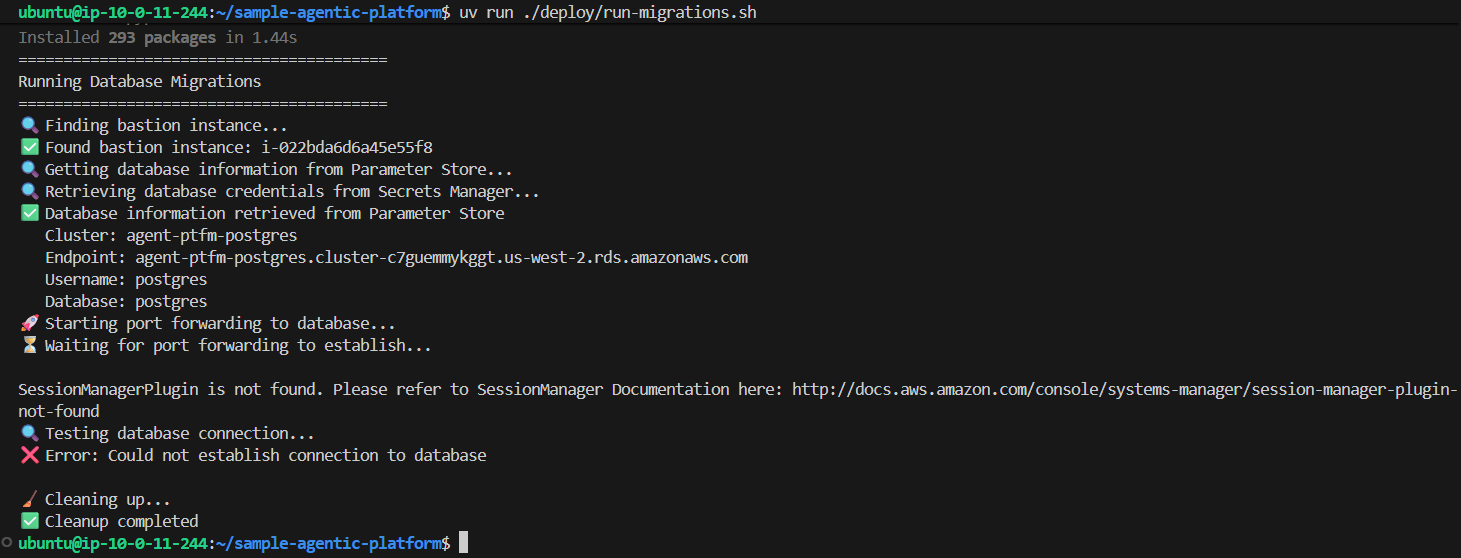 ubuntu@ip-10-0-11-244:~/sample-agentic-platform$ uv run ./deploy/run-migrations.sh
Installed 293 packages in 1.44s
=========================================
Running Database Migrations
=========================================
🔍 Finding bastion instance...
✅ Found bastion instance: i-022bda6d6a45e55f8
🔍 Getting database information from Parameter Store...
🔍 Retrieving database credentials from Secrets Manager...
✅ Database information retrieved from Parameter Store
Cluster: agent-ptfm-postgres
Endpoint: agent-ptfm-postgres.cluster-c7guemmykggt.us-west-2.rds.amazonaws.com
Username: postgres
Database: postgres
🚀 Starting port forwarding to database...
⏳ Waiting for port forwarding to establish...
SessionManagerPlugin is not found. Please refer to SessionManager Documentation here: http://docs.aws.amazon.com/console/systems-manager/session-manager-plugin-
not-found
🔍 Testing database connection...
❌ Error: Could not establish connection to database
🧹 Cleaning up...
✅ Cleanup completed
ubuntu@ip-10-0-11-244:~/sample-agentic-platform$